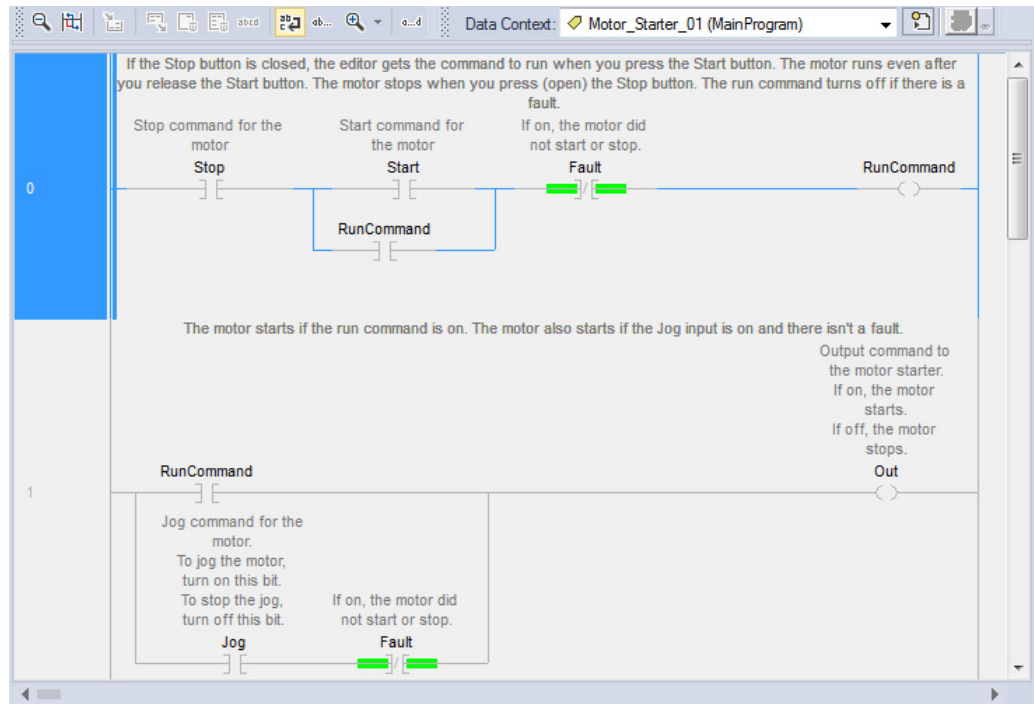 abcd
ab
c
ab...
a...d
Data Context:
Motor_Starter_01 (MainProgram)
If the Stop button is closed, the editor gets the command to run when you press the Start button. The motor runs even after
you release the Start button. The motor stops when you press (open) the Stop button. The run command turns off if there is a
fault.
Stop command for the
motor
Stop
Start command for
the motor
Start
If on, the motor did
not start or stop.
Fault
RunCommand
0
RunCommand
The motor starts if the run command is on. The motor also starts if the Jog input is on and there isn't a fault.
Output command to
the motor starter.
If on, the motor
starts.
If off, the motor
stops.
Out
RunCommand
1
Jog command for the
motor.
To jog the motor,
turn on this bit.
To stop the jog,
turn off this bit.
Jog
If on, the motor did
not start or stop.
Fault